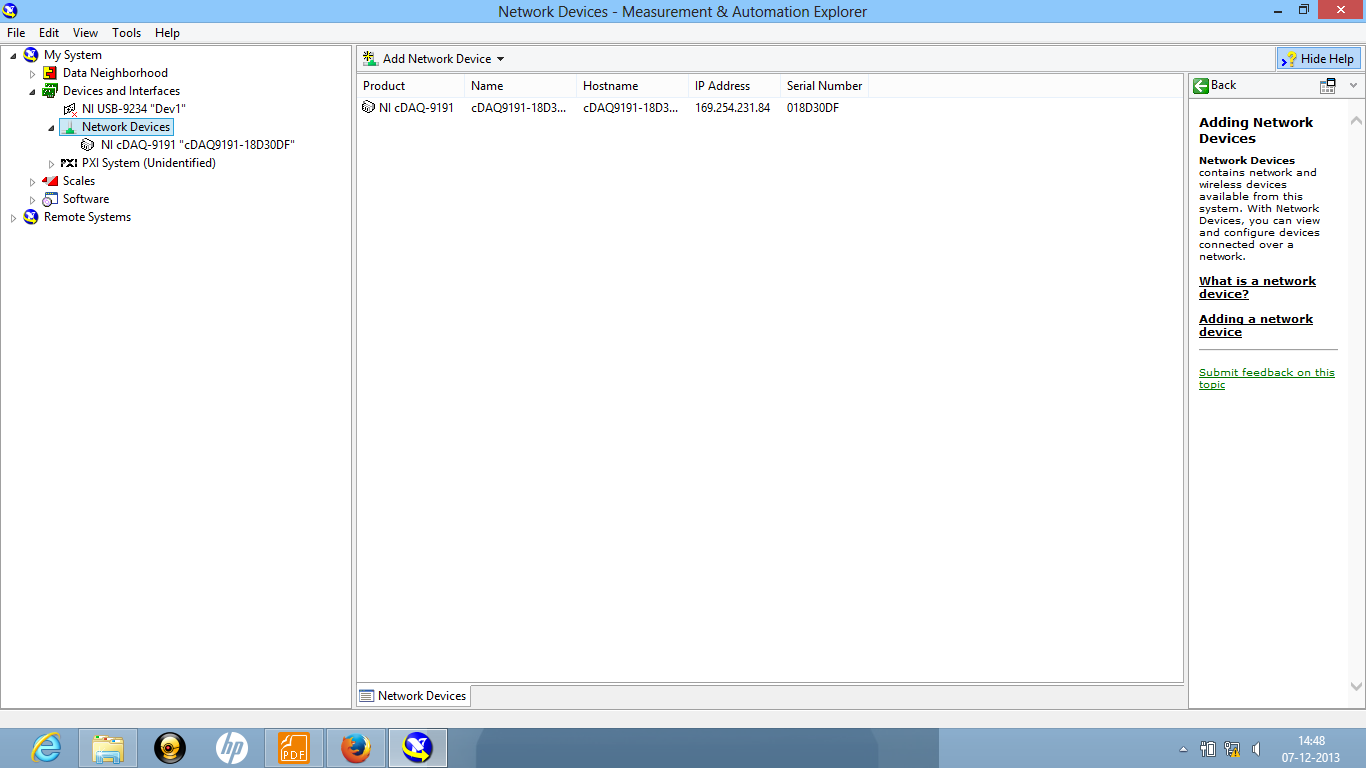 Network Devices - Measurement & Automation Explorer
File Edit View Tools Help
My System
Data Neighborhood
Devices and Interfaces
NI USB-9234 "Dev1"
Network Devices
NI cDAQ-9191 "cDAQ9191-18D30DF"
PXI System (Unidentified)
Scales
Software
Remote Systems
Add Network Device
Hide Help
Product Name Hostname IP Address Serial Number
NI cDAQ-9191 cDAQ9191-18D3... cDAQ9191-18D3... 169.254.231.84 018D30DF
Network Devices
Back
Adding Network
Devices
Network Devices
contains network and
wireless devices
available from this
system. With Network
Devices, you can view
and configure devices
connected over a
network.
What is a network
device?
Adding a network
device
Submit feedback on this
topic
hp
PDF
14:48
07-12-2013